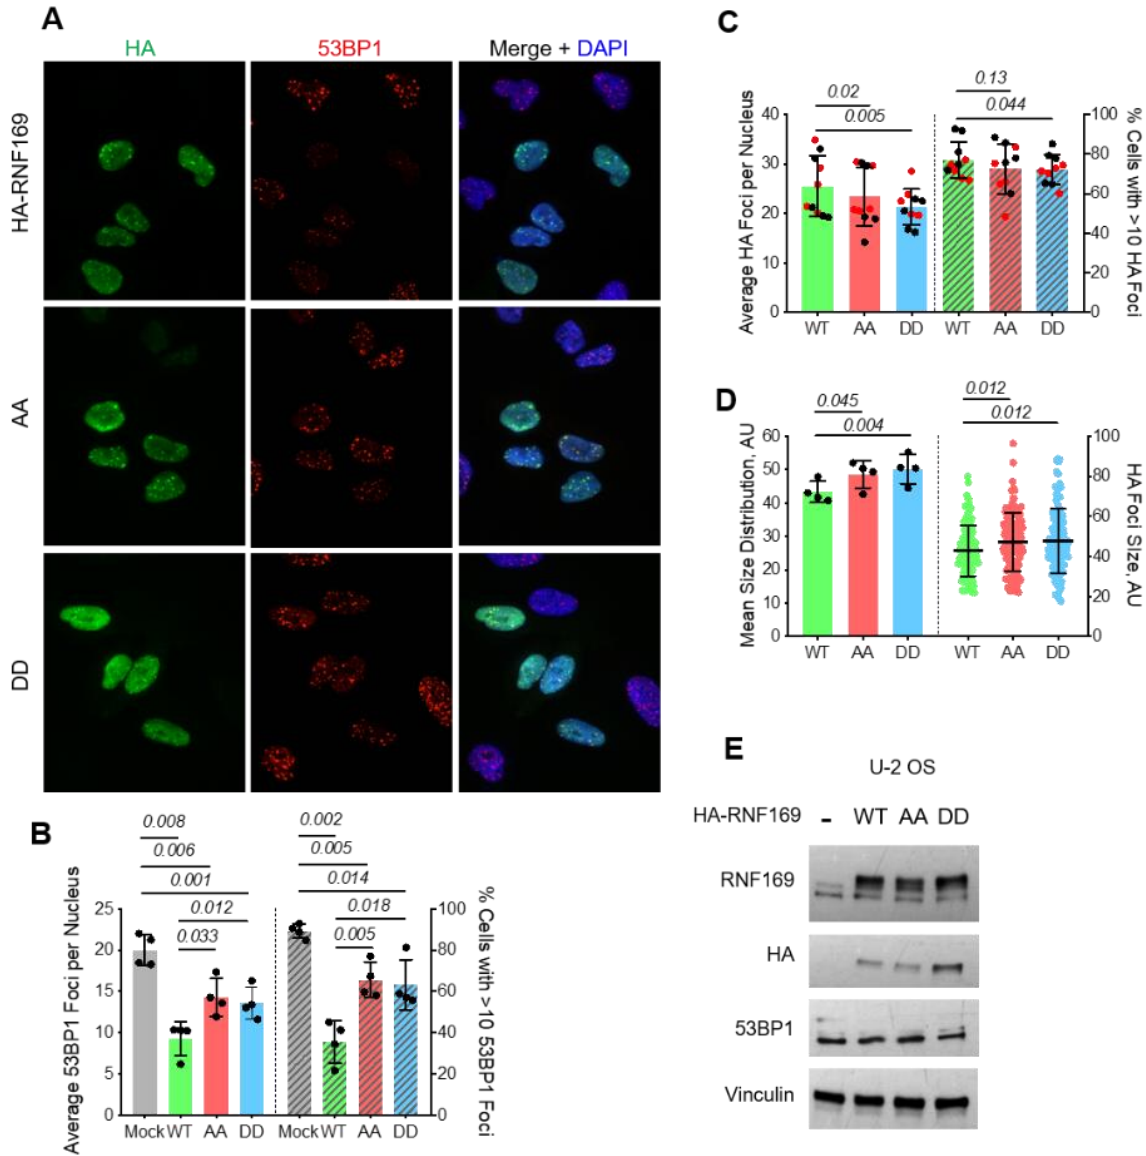 A
HA
53BP1
Merge + DAPI
HA-RNF169
AA
DD
B
0.008
0.006
0.001
0.012
0.033
0.002
0.005
0.014
0.018
0.005
Average 53BP1 Foci per Nucleus
25
20
15
10
5
0
Mock WT AA DD
Mock WT AA DD
100
80
60
40
20
0
% Cells with >10 53BP1 Foci
C
0.02
0.005
0.13
0.044
Average HA Foci per Nucleus
40
30
20
10
0
WT AA DD
WT AA DD
100
80
60
40
20
0
% Cells with >10 HA Foci
D
0.045
0.004
0.012
0.012
Mean Size Distribution, AU
60
50
40
30
20
10
0
WT AA DD
WT AA DD
100
80
60
40
20
0
HA Foci Size, AU
E
U-2 OS
HA-RNF169 - WT AA DD
RNF169
HA
53BP1
Vinculin